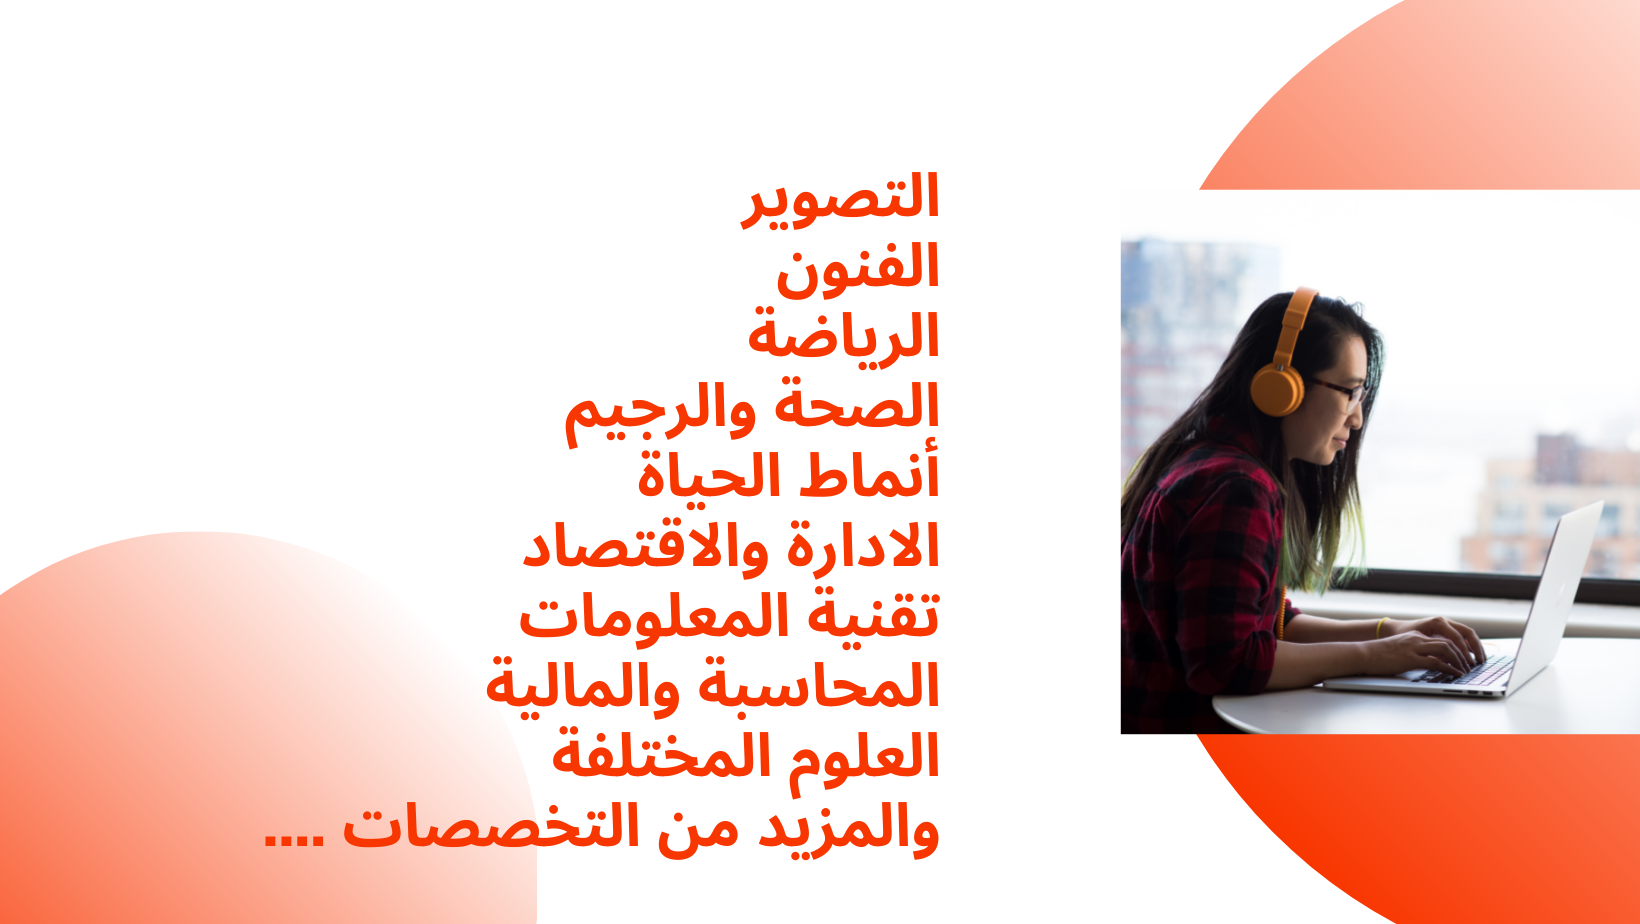 التصوير
الفنون
الرياضة
الصحة والرجيم
أنماط الحياة
الادارة والاقتصاد
تقنية المعلومات
المحاسبة والمالية
العلوم المختلفة
والمزيد من التخصصات ....